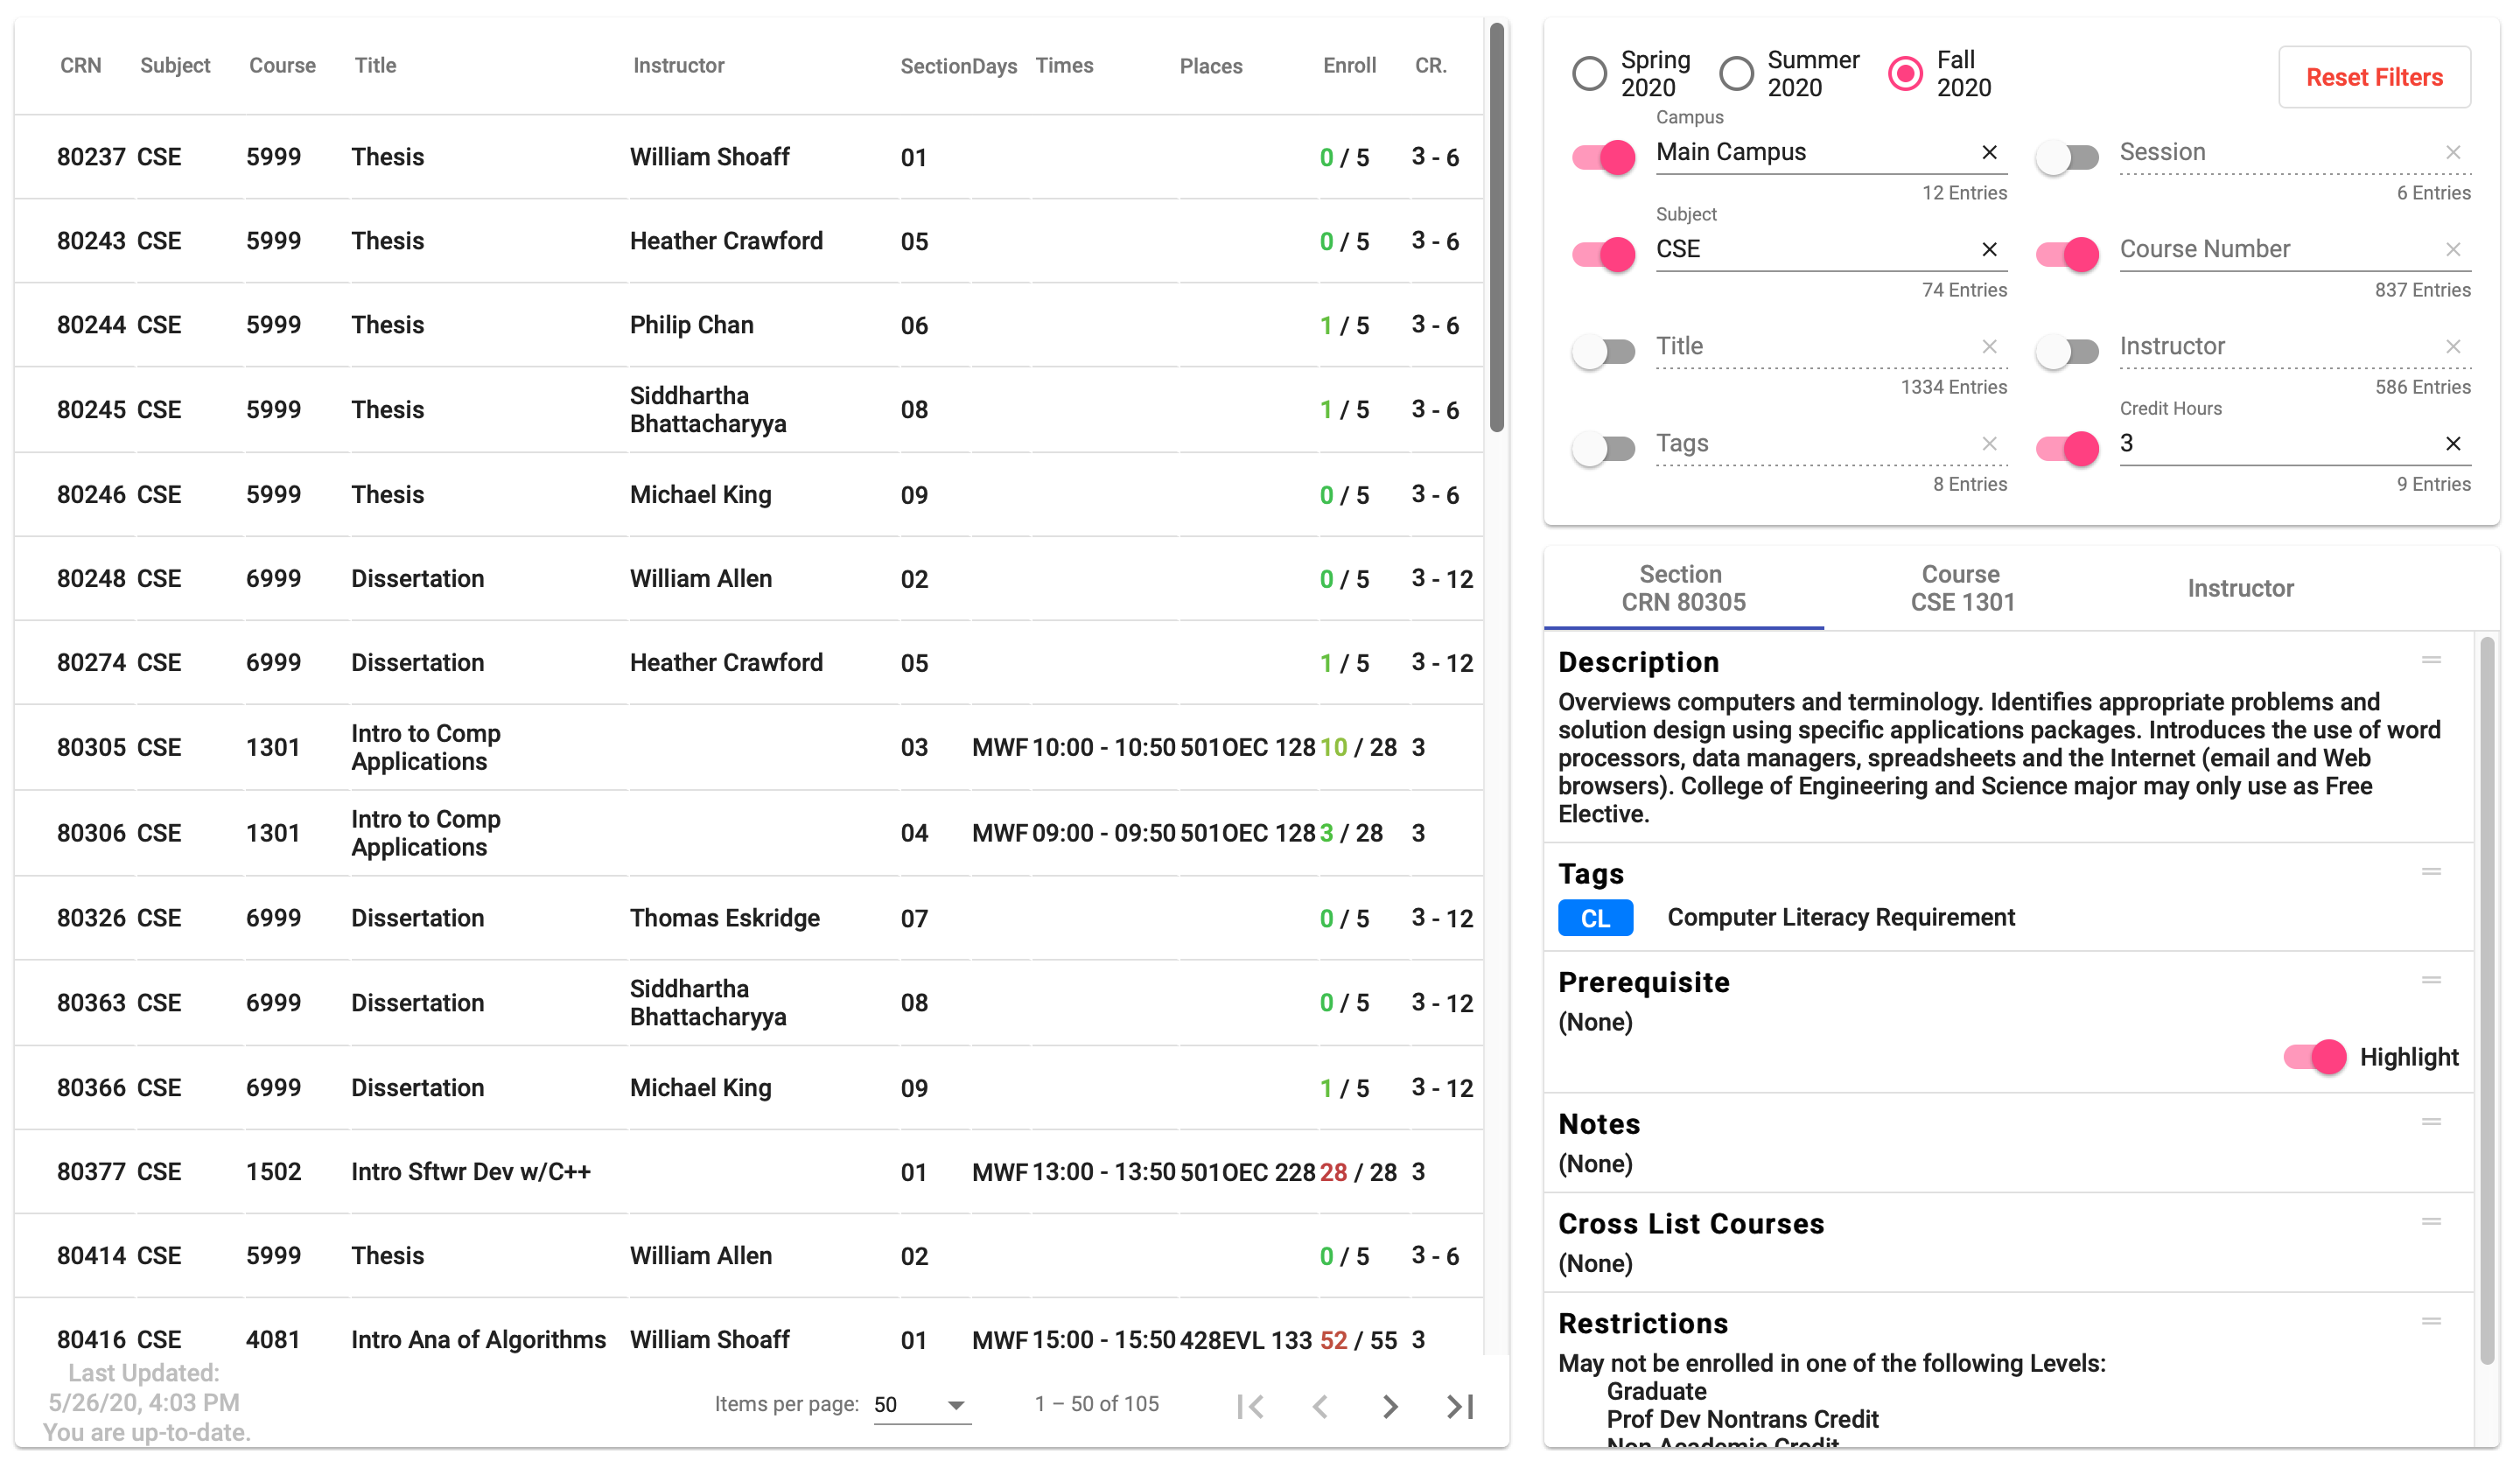 CRN Subject Course Title Instructor Section Days Times Places Enroll CR.
80237 CSE 5999 Thesis William Shoaff 01 0 / 5 3 - 6
80243 CSE 5999 Thesis Heather Crawford 05 0 / 5 3 - 6
80244 CSE 5999 Thesis Philip Chan 06 1 / 5 3 - 6
80245 CSE 5999 Thesis Siddhartha Bhattacharyya 08 1 / 5 3 - 6
80246 CSE 5999 Thesis Michael King 09 0 / 5 3 - 6
80248 CSE 6999 Dissertation William Allen 02 0 / 5 3 - 12
80274 CSE 6999 Dissertation Heather Crawford 05 1 / 5 3 - 12
80305 CSE 1301 Intro to Comp Applications 03 MWF 10:00 - 10:50 501OEC 128 10 / 28 3
80306 CSE 1301 Intro to Comp Applications 04 MWF 09:00 - 09:50 501OEC 128 3 / 28 3
80326 CSE 6999 Dissertation Thomas Eskridge 07 0 / 5 3 - 12
80363 CSE 6999 Dissertation Siddhartha Bhattacharyya 08 0 / 5 3 - 12
80366 CSE 6999 Dissertation Michael King 09 1 / 5 3 - 12
80377 CSE 1502 Intro Sftwr Dev w/C++ 01 MWF 13:00 - 13:50 501OEC 228 28 / 28 3
80414 CSE 5999 Thesis William Allen 02 0 / 5 3 - 6
80416 CSE 4081 Intro Ana of Algorithms William Shoaff 01 MWF 15:00 - 15:50 428EVL 133 52 / 55 3
Last Updated:
5/26/20, 4:03 PM
You are up-to-date.
Items per page: 50 1 – 50 of 105
Spring 2020
Summer 2020
Fall 2020
Reset Filters
Campus
Main Campus
12 Entries
Session
6 Entries
Subject
CSE
74 Entries
Course Number
837 Entries
Title
1334 Entries
Instructor
586 Entries
Tags
8 Entries
Credit Hours
3
9 Entries
Section
CRN 80305
Course
CSE 1301
Instructor
Description
Overviews computers and terminology. Identifies appropriate problems and
solution design using specific applications packages. Introduces the use of word
processors, data managers, spreadsheets and the Internet (email and Web
browsers). College of Engineering and Science major may only use as Free
Elective.
Tags
CL Computer Literacy Requirement
Prerequisite
(None)
Highlight
Notes
(None)
Cross List Courses
(None)
Restrictions
May not be enrolled in one of the following Levels:
Graduate
Prof Dev Nontrans Credit
Non Academic Credit